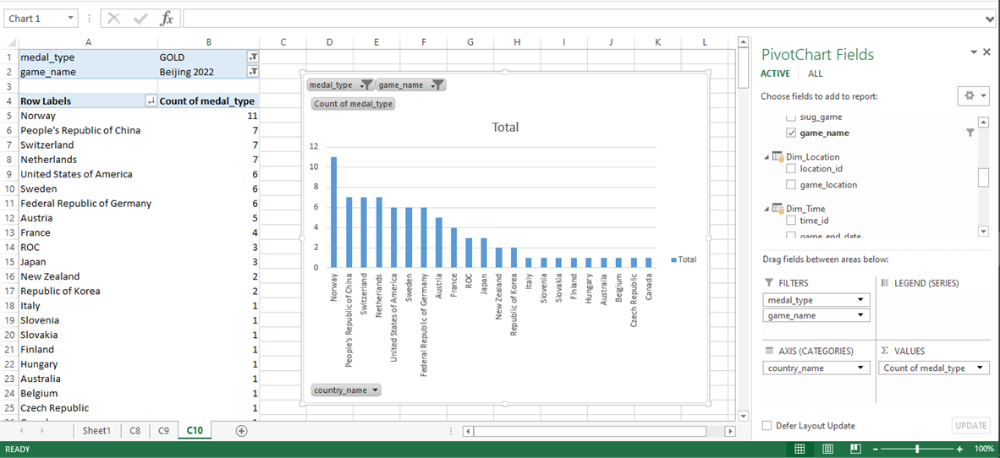 Chart 1
fx
A B C D E F G H I J K L
1 medal_type GOLD
2 game_name Beijing 2022
3
4 Row Labels Count of medal_type
5 Norway 11
6 People's Republic of China 7
7 Switzerland 7
8 Netherlands 7
9 United States of America 6
10 Sweden 6
11 Federal Republic of Germany 6
12 Austria 5
13 France 4
14 ROC 3
15 Japan 3
16 New Zealand 2
17 Republic of Korea 2
18 Italy 1
19 Slovenia 1
20 Slovakia 1
21 Finland 1
22 Hungary 1
23 Australia 1
24 Belgium 1
25 Czech Republic 1
medal_type game_name
Count of medal_type
Total
12
10
8
6
4
2
0
Norway
People's Republic of China
Switzerland
Netherlands
United States of America
Sweden
Federal Republic of Germany
Austria
France
ROC
Japan
New Zealand
Republic of Korea
Italy
Slovenia
Slovakia
Finland
Hungary
Australia
Belgium
Czech Republic
Canada
Total
country_name
PivotChart Fields
ACTIVE ALL
Choose fields to add to report:
slug_game
game_name
Dim_Location
location_id
game_location
Dim_Time
time_id
game_end_date
Drag fields between areas below:
FILTERS
medal_type
game_name
LEGEND (SERIES)
AXIS (CATEGORIES)
country_name
Σ VALUES
Count of medal_type
Defer Layout Update UPDATE
Sheet1 C8 C9 C10
READY 100%